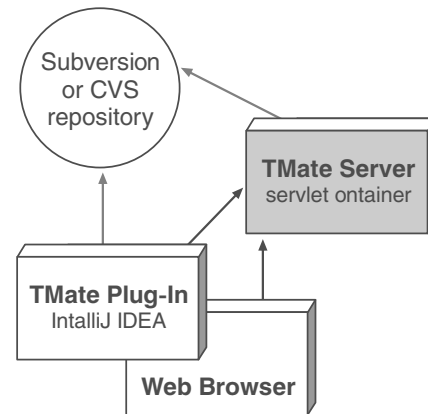 Subversion
or CVS
repository
TMate Server
servlet ontainer
TMate Plug-In
IntalliJ IDEA
Web Browser